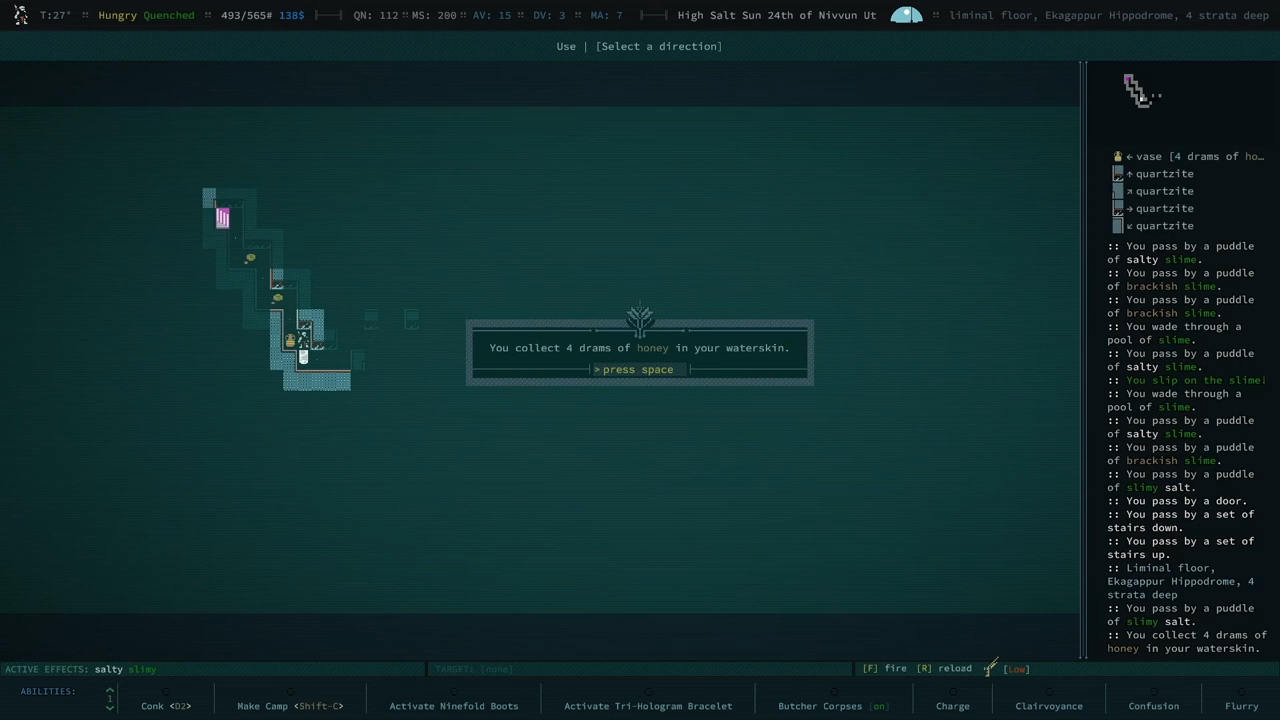 T:27° Hungry Quenched 493/565# 138$ QN: 112 MS: 200 AV: 15 DV: 3 MA: 7 High Salt Sun 24th of Nivvun Ut liminal floor, Ekagappur Hippodrome, 4 strata deep
Use | [Select a direction]
You collect 4 drams of honey in your waterskin.
> press space
← vase [4 drams of ho…
↑ quartzite
↗ quartzite
→ quartzite
↙ quartzite
:: You pass by a puddle
of salty slime.
:: You pass by a puddle
of brackish slime.
:: You pass by a puddle
of brackish slime.
:: You wade through a
pool of slime.
:: You pass by a puddle
of salty slime.
:: You slip on the slime!
:: You wade through a
pool of slime.
:: You pass by a puddle
of salty slime.
:: You pass by a puddle
of brackish slime.
:: You pass by a puddle
of slimy salt.
:: You pass by a door.
:: You pass by a set of
stairs down.
:: You pass by a set of
stairs up.
:: Liminal floor,
Ekagappur Hippodrome, 4
strata deep
:: You pass by a puddle
of slimy salt.
:: You collect 4 drams of
honey in your waterskin.
ACTIVE EFFECTS: salty slimy
TARGET: [none]
[F] fire [R] reload [Low]
ABILITIES: 1 Conk <D2> Make Camp <Shift-C> Activate Ninefold Boots Activate Tri-Hologram Bracelet Butcher Corpses [on] Charge Clairvoyance Confusion Flurry